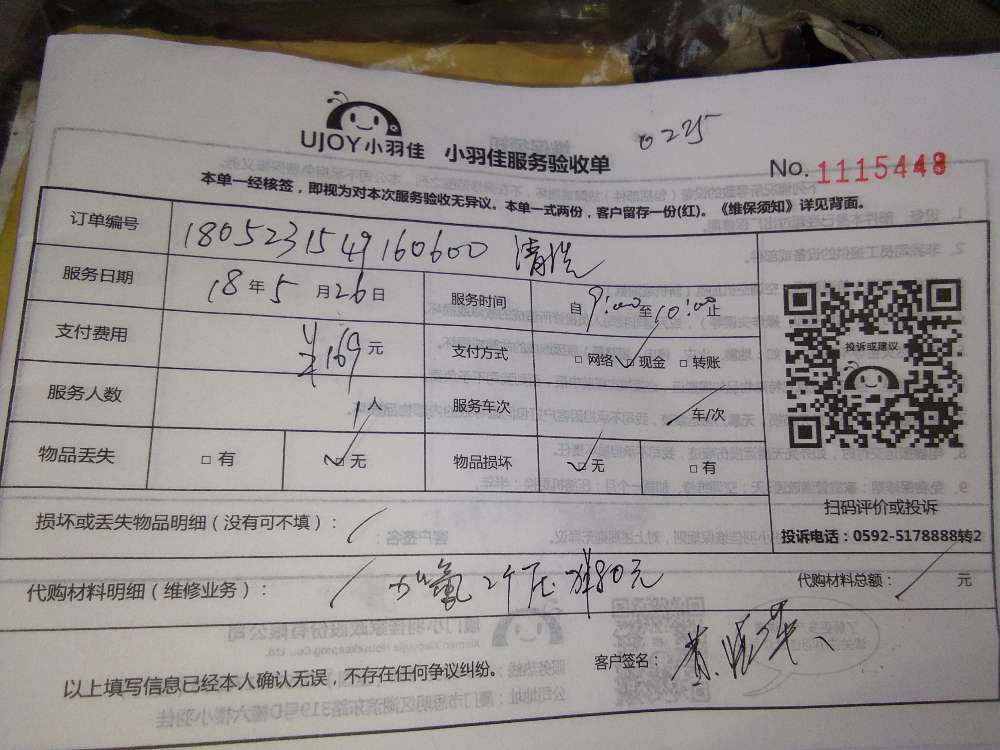 UJOY小羽佳 小羽佳服务验收单
0235
No. 1115448
本单一经核签，即视为对本次服务验收无异议。本单一式两份，客户留存一份(红)。《维保须知》详见背面。
订单编号 1805231549160600 清洗
服务日期 18年5月26日 服务时间 自9:00至10:00止
支付费用 169元 支付方式 □网络 □现金 □转账
服务人数 1人 服务车次 车/次
物品丢失 □有 □无 物品损坏 □无 □有
投诉或建议
扫码评价或投诉
投诉电话：0592-5178888转2
损坏或丢失物品明细（没有可不填）：
代购材料明细（维修业务）： 加氟2个压 80元 代购材料总额： 元
以上填写信息已经本人确认无误，不存在任何争议纠纷。 客户签名：